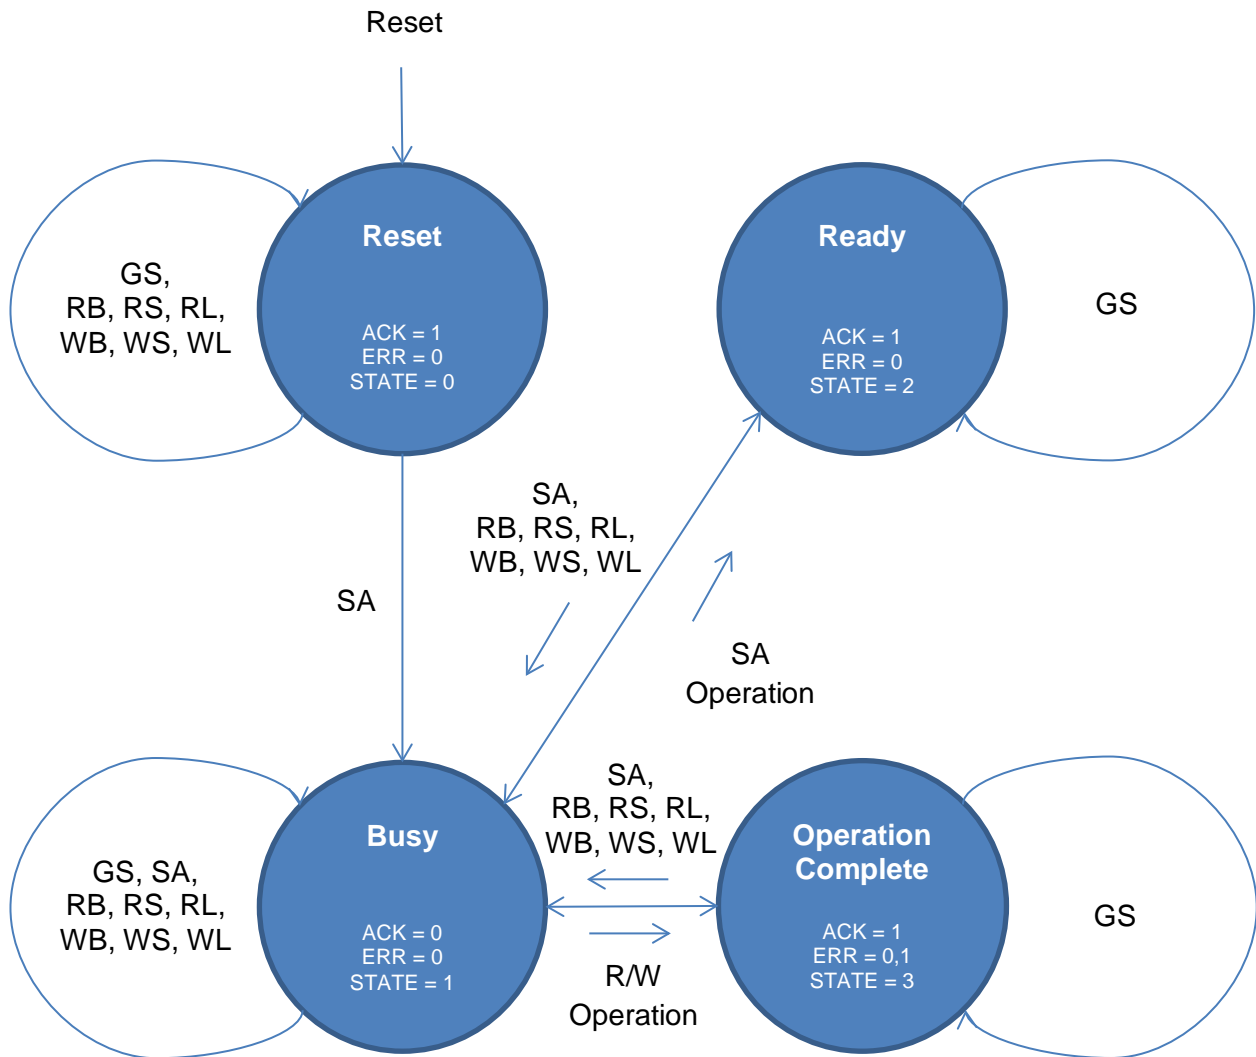 Reset
Reset
ACK = 1
ERR = 0
STATE = 0
GS,
RB, RS, RL,
WB, WS, WL
Ready
ACK = 1
ERR = 0
STATE = 2
GS
SA,
RB, RS, RL,
WB, WS, WL
SA
SA
Operation
Busy
ACK = 0
ERR = 0
STATE = 1
GS, SA,
RB, RS, RL,
WB, WS, WL
SA,
RB, RS, RL,
WB, WS, WL
R/W
Operation
Operation
Complete
ACK = 1
ERR = 0,1
STATE = 3
GS